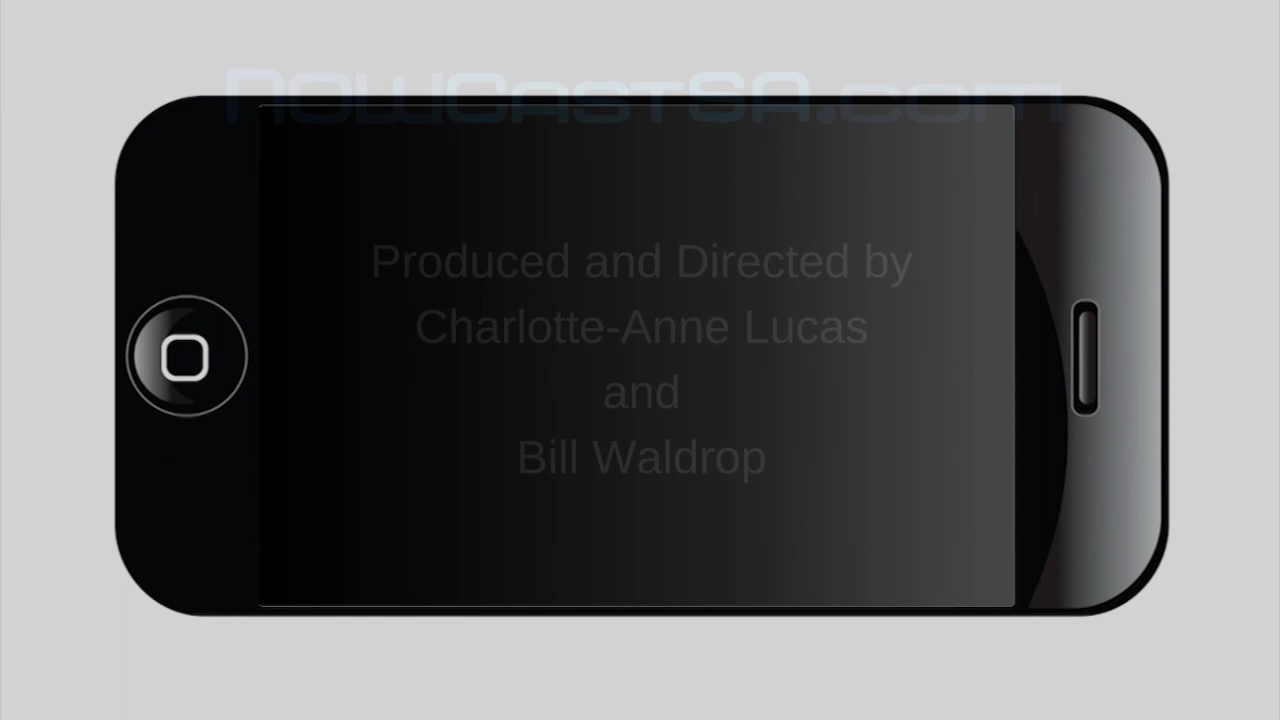 NOWCASTSA.COM
Produced and Directed by
Charlotte-Anne Lucas
and
Bill Waldrop